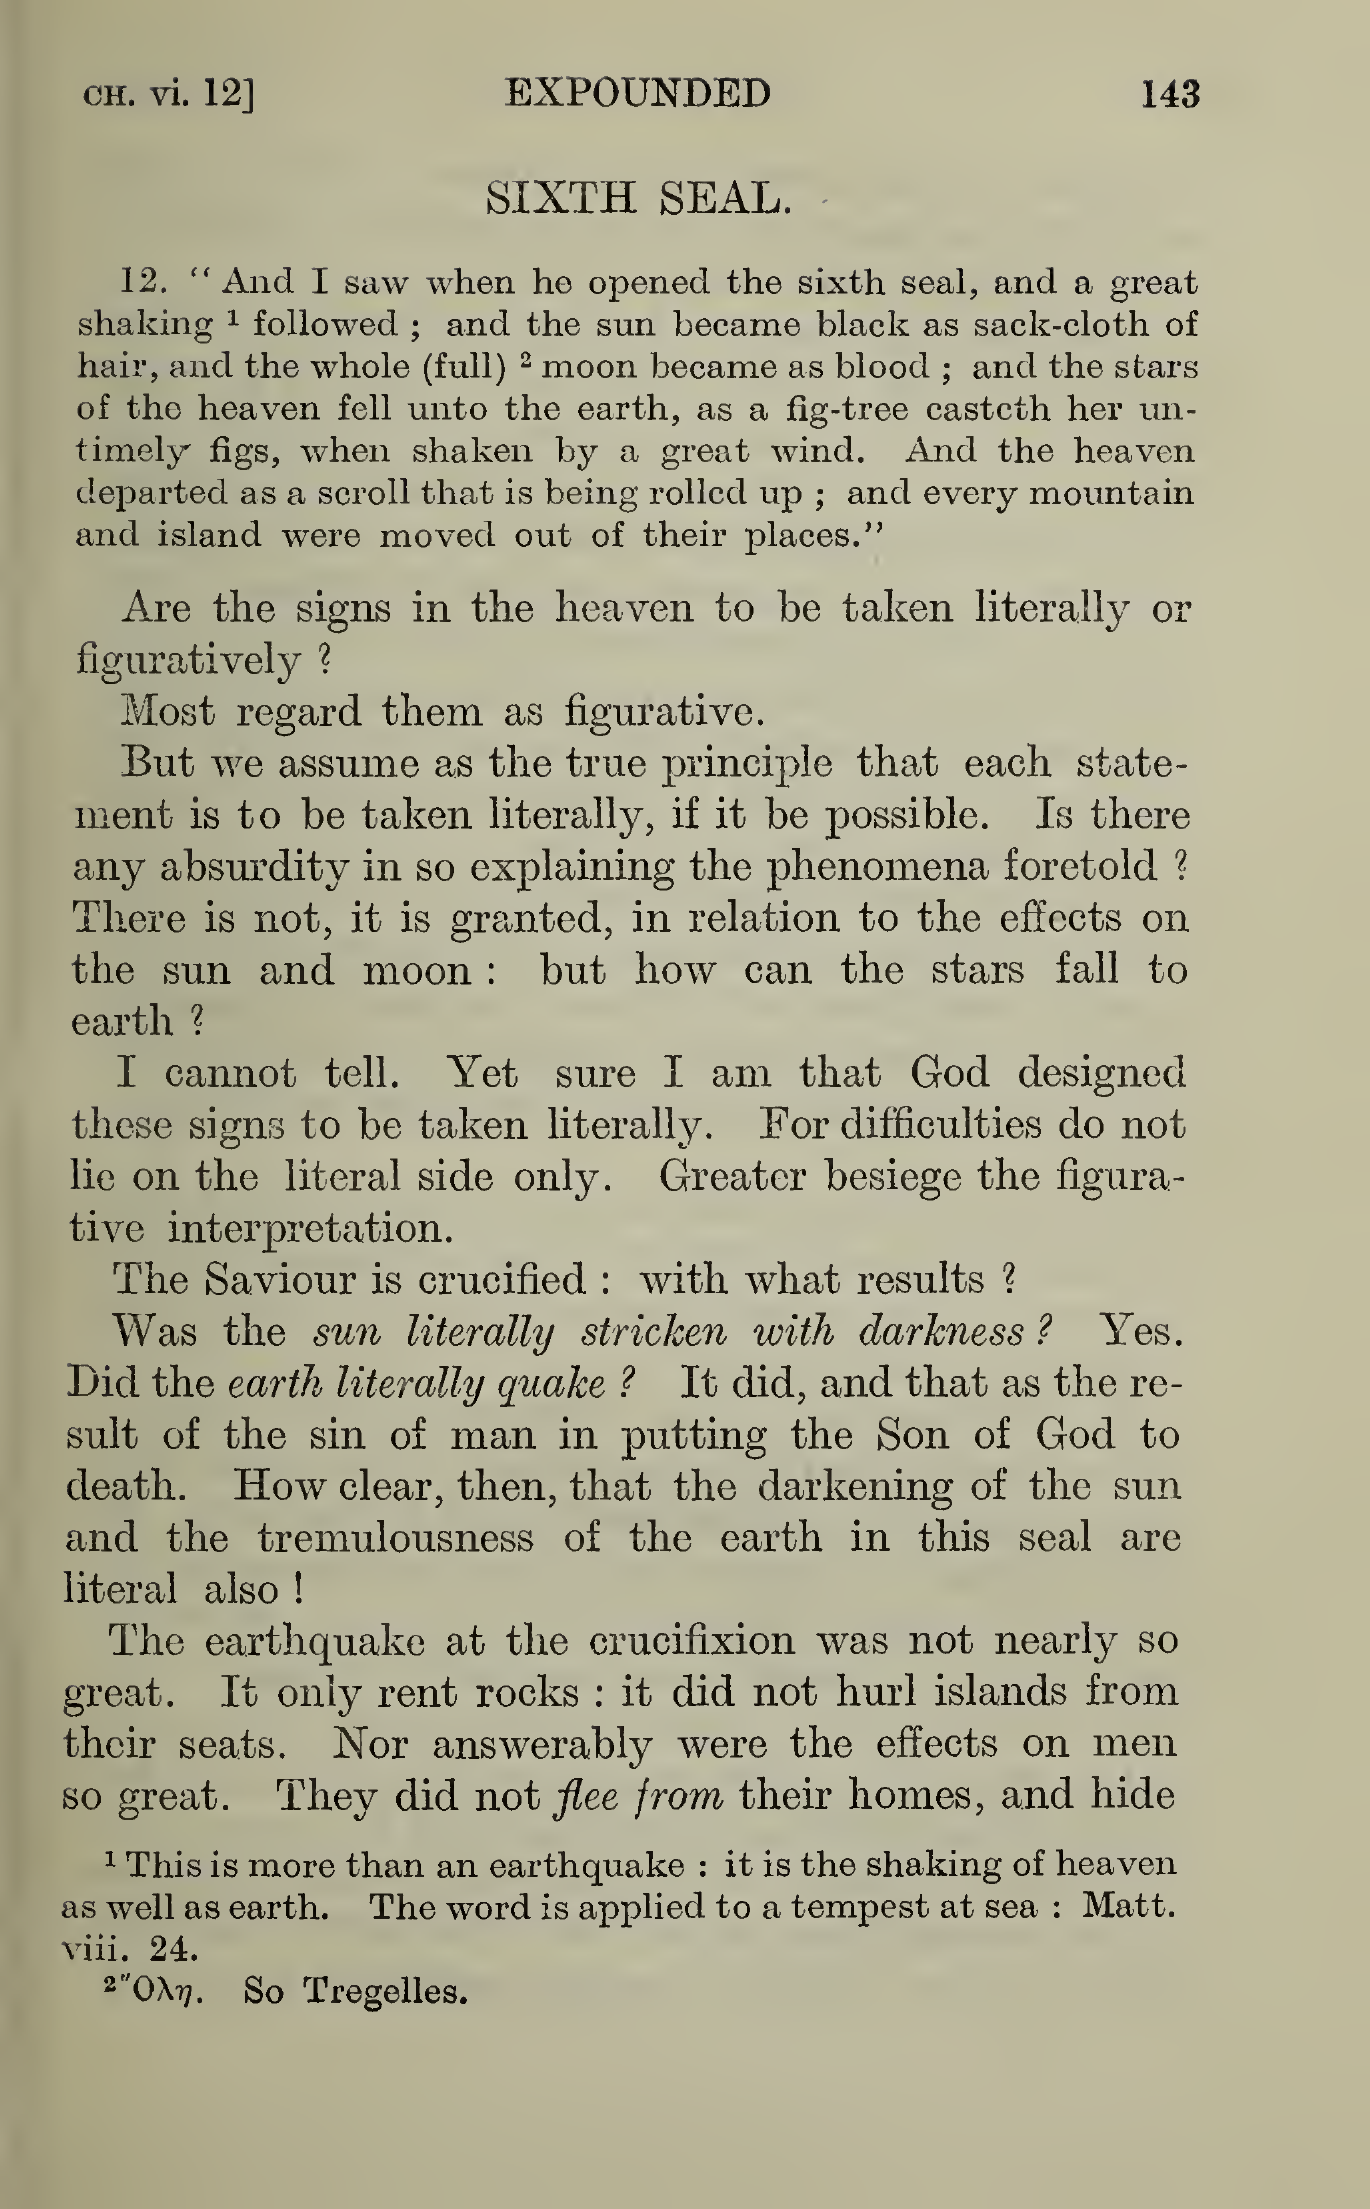 CH. vi. 12] EXPOUNDED 143
SIXTH SEAL.
12. “ And I saw when he opened the sixth seal, and a great
shaking ¹ followed ; and the sun became black as sack-cloth of
hair, and the whole (full) ² moon became as blood ; and the stars
of the heaven fell unto the earth, as a fig-tree casteth her un-
timely figs, when shaken by a great wind. And the heaven
departed as a scroll that is being rolled up ; and every mountain
and island were moved out of their places.”
Are the signs in the heaven to be taken literally or
figuratively ?
Most regard them as figurative.
But we assume as the true principle that each state-
ment is to be taken literally, if it be possible. Is there
any absurdity in so explaining the phenomena foretold ?
There is not, it is granted, in relation to the effects on
the sun and moon : but how can the stars fall to
earth ?
I cannot tell. Yet sure I am that God designed
these signs to be taken literally. For difficulties do not
lie on the literal side only. Greater besiege the figura-
tive interpretation.
The Saviour is crucified : with what results ?
Was the sun literally stricken with darkness ? Yes.
Did the earth literally quake ? It did, and that as the re-
sult of the sin of man in putting the Son of God to
death. How clear, then, that the darkening of the sun
and the tremulousness of the earth in this seal are
literal also !
The earthquake at the crucifixion was not nearly so
great. It only rent rocks : it did not hurl islands from
their seats. Nor answerably were the effects on men
so great. They did not flee from their homes, and hide
¹ This is more than an earthquake : it is the shaking of heaven
as well as earth. The word is applied to a tempest at sea : Matt.
viii. 24.
² Ὅλη. So Tregelles.